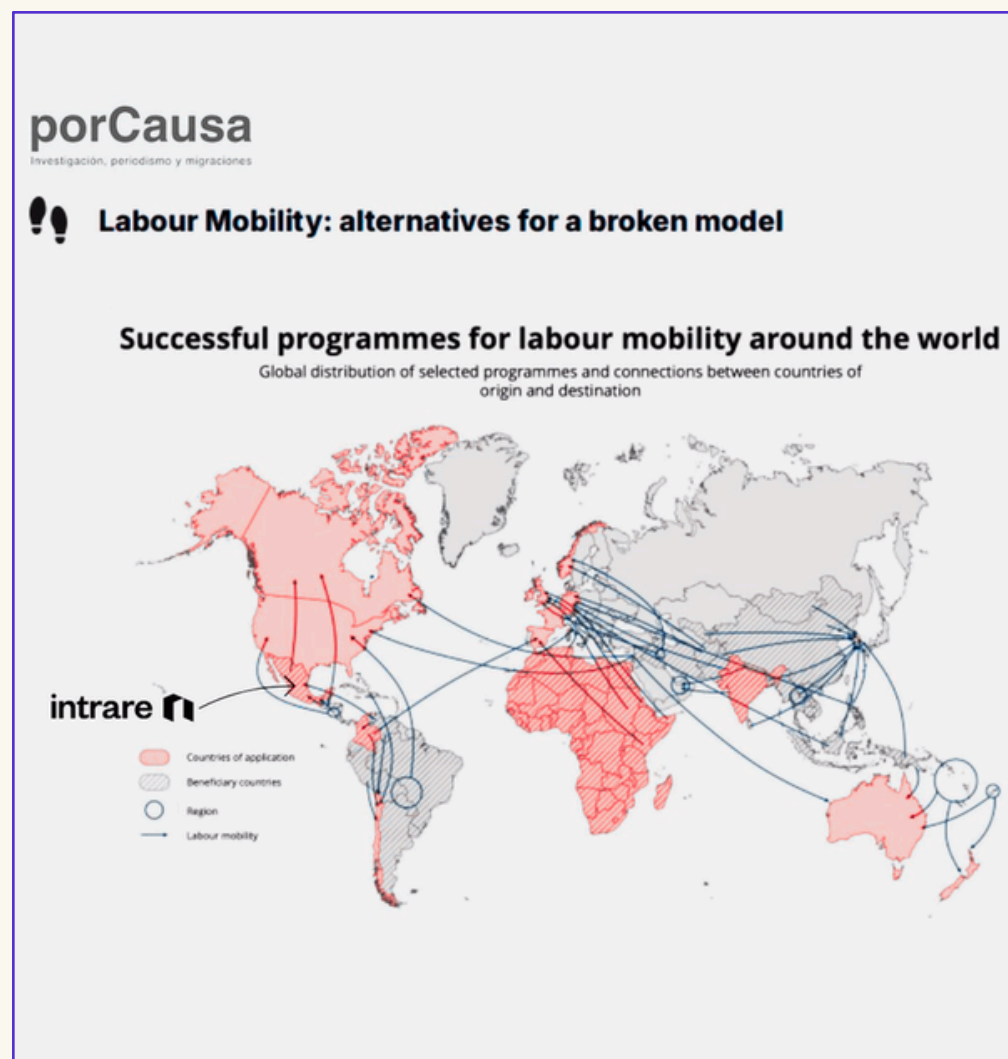 porCausa
Investigación, periodismo y migraciones
Labour Mobility: alternatives for a broken model
Successful programmes for labour mobility around the world
Global distribution of selected programmes and connections between countries of
origin and destination
intrare
Countries of application
Beneficiary countries
Region
Labour mobility